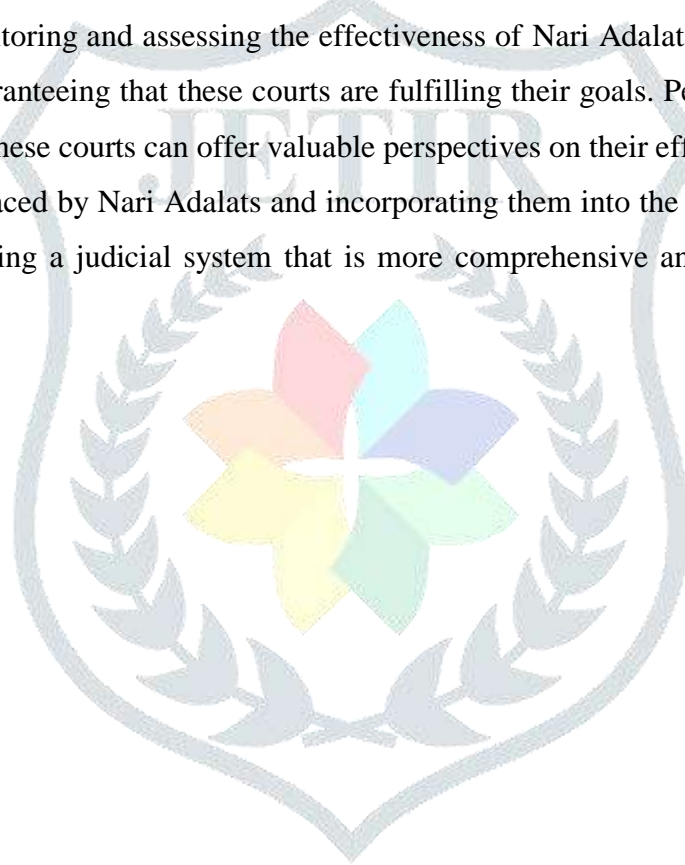 JETIR
toring and assessing the effectiveness of Nari Adalat
ranteeing that these courts are fulfilling their goals. Pe
hese courts can offer valuable perspectives on their eff
aced by Nari Adalats and incorporating them into the
ing a judicial system that is more comprehensive an